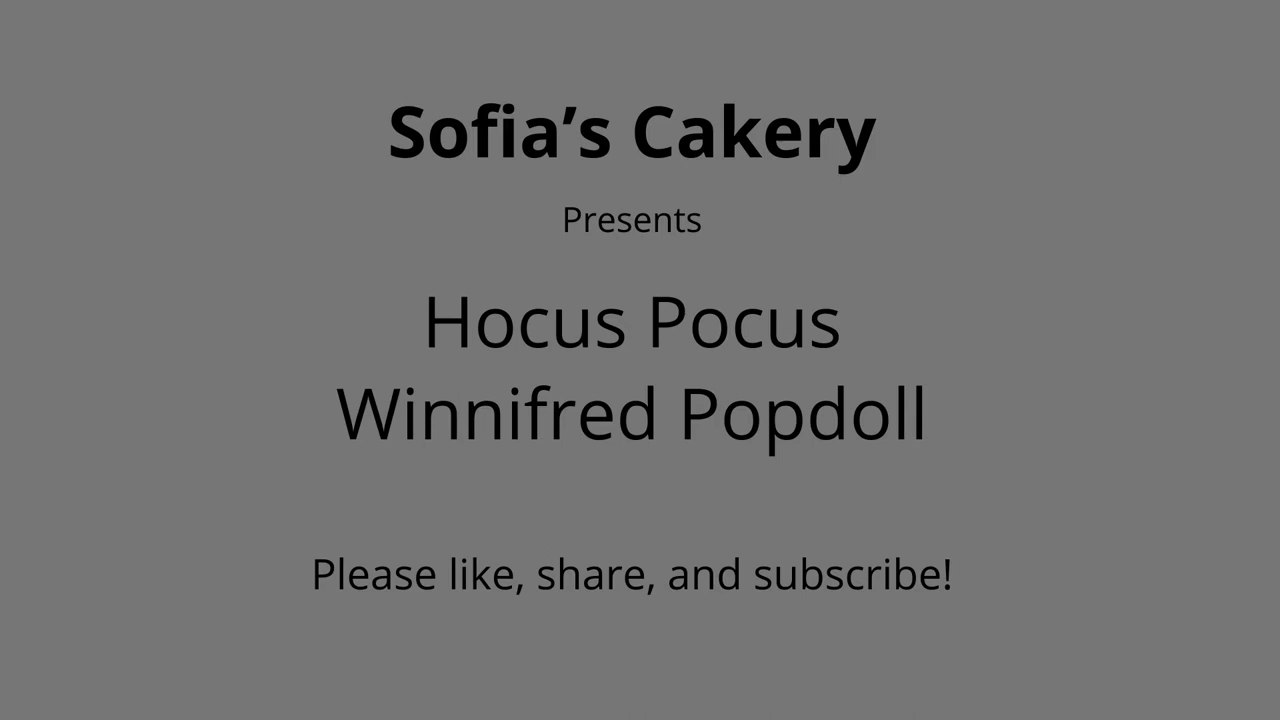 Sofia’s Cakery
Presents
Hocus Pocus
Winnifred Popdoll
Please like, share, and subscribe!